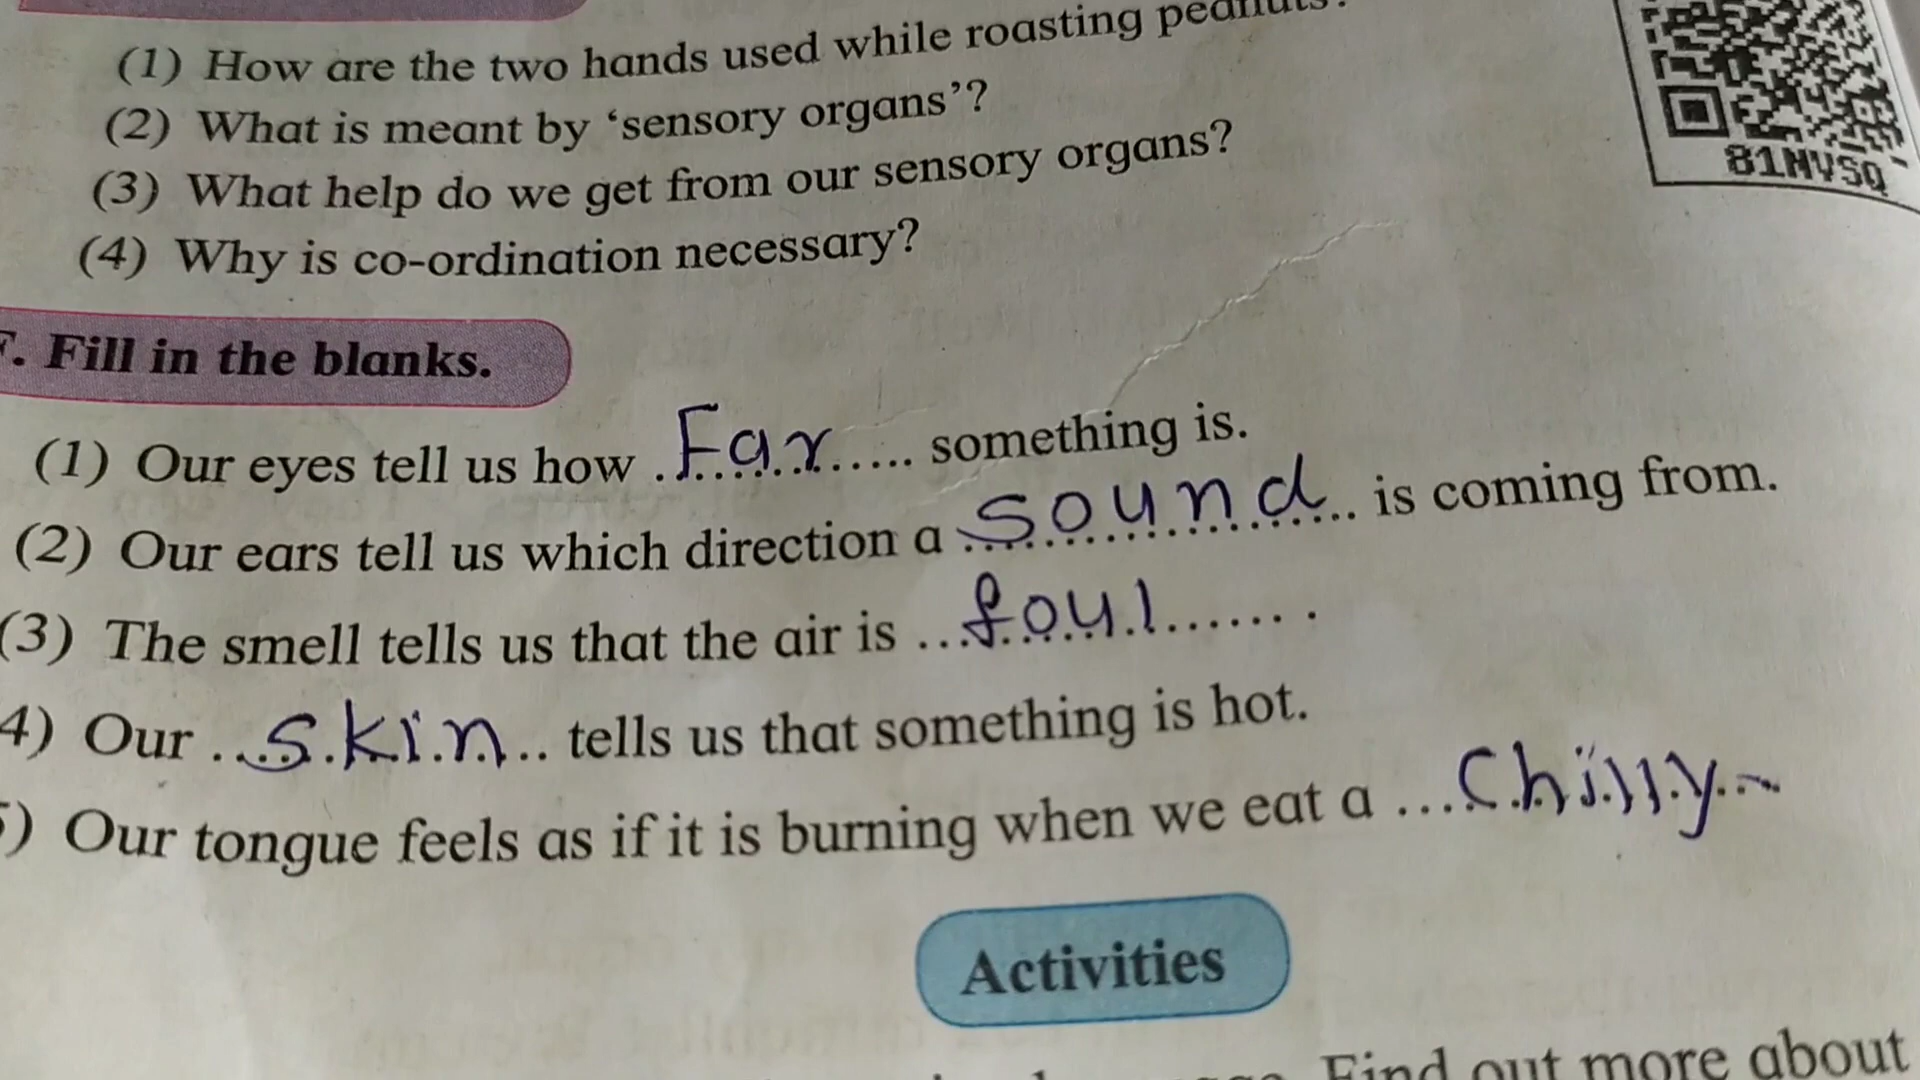 (1) How are the two hands used while roasting peanuts?
(2) What is meant by ‘sensory organs’?
(3) What help do we get from our sensory organs?
(4) Why is co-ordination necessary?
81NVSQ
F. Fill in the blanks.
(1) Our eyes tell us how Far something is.
(2) Our ears tell us which direction a sound is coming from.
(3) The smell tells us that the air is foul.
4) Our skin tells us that something is hot.
5) Our tongue feels as if it is burning when we eat a chilly
Activities
Find out more about